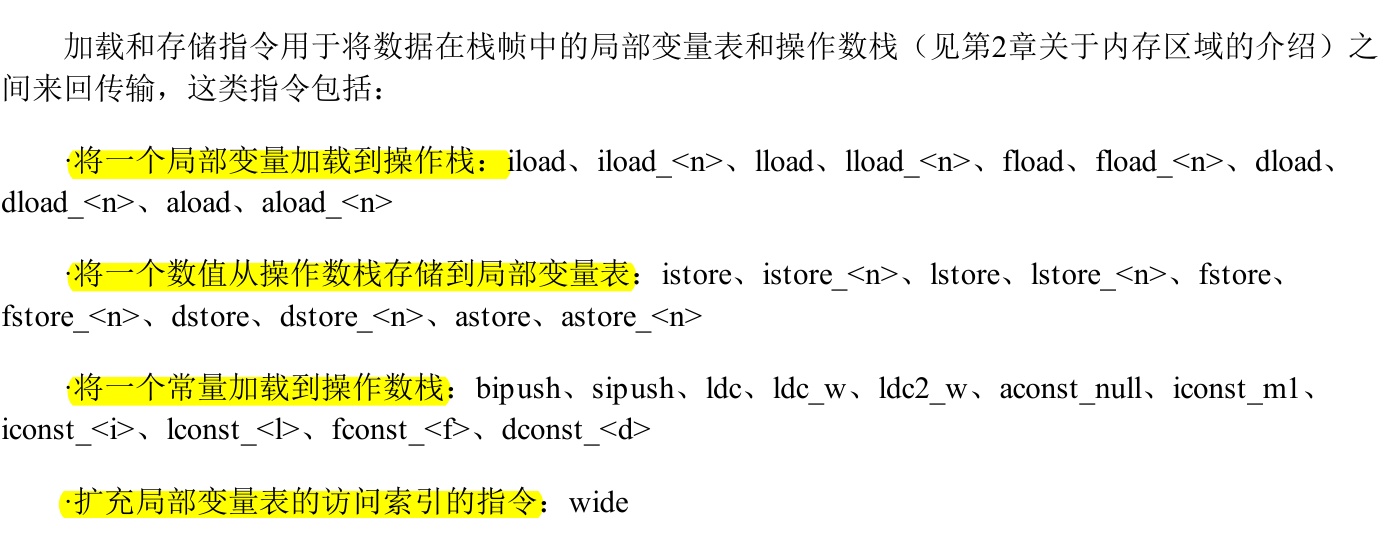 加载和存储指令用于将数据在栈帧中的局部变量表和操作数栈（见第2章关于内存区域的介绍）之
间来回传输，这类指令包括：
·将一个局部变量加载到操作栈：iload、iload_<n>、lload、lload_<n>、fload、fload_<n>、dload、
dload_<n>、aload、aload_<n>
·将一个数值从操作数栈存储到局部变量表：istore、istore_<n>、lstore、lstore_<n>、fstore、
fstore_<n>、dstore、dstore_<n>、astore、astore_<n>
·将一个常量加载到操作数栈：bipush、sipush、ldc、ldc_w、ldc2_w、aconst_null、iconst_m1、
iconst_<i>、lconst_<l>、fconst_<f>、dconst_<d>
·扩充局部变量表的访问索引的指令：wide